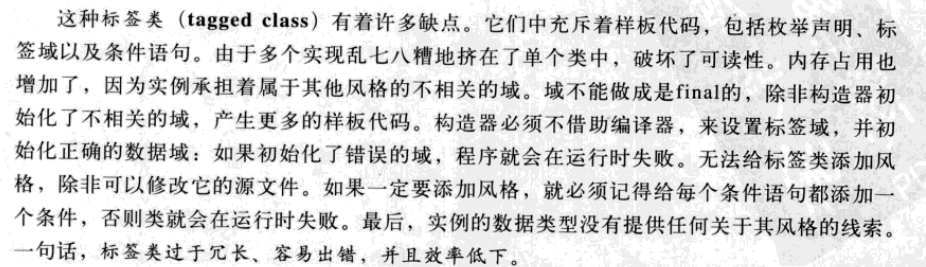 这种标签类（tagged class）有着许多缺点。它们中充斥着样板代码，包括枚举声明、标
签域以及条件语句。由于多个实现乱七八糟地挤在了单个类中，破坏了可读性。内存占用也
增加了，因为实例承担着属于其他风格的不相关的域。域不能做成是final的，除非构造器初
始化了不相关的域，产生更多的样板代码。构造器必须不借助编译器，来设置标签域，并初
始化正确的数据域：如果初始化了错误的域，程序就会在运行时失败。无法给标签类添加风
格，除非可以修改它的源文件。如果一定要添加风格，就必须记得给每个条件语句都添加一
个条件，否则类就会在运行时失败。最后，实例的数据类型没有提供任何关于其风格的线索。
一句话，标签类过于冗长、容易出错，并且效率低下。